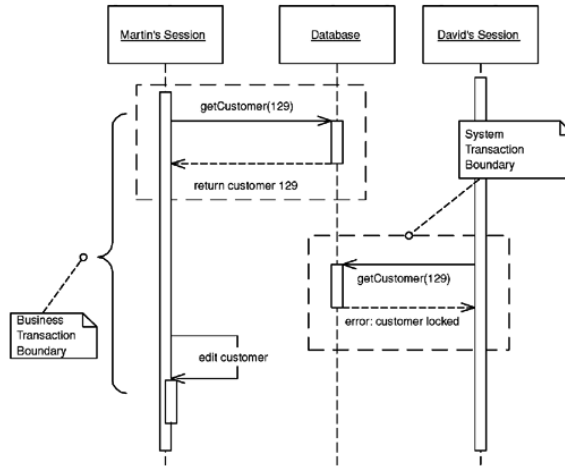 Martin's Session
Database
David's Session
getCustomer(129)
return customer 129
System
Transaction
Boundary
getCustomer(129)
error: customer locked
Business
Transaction
Boundary
edit customer